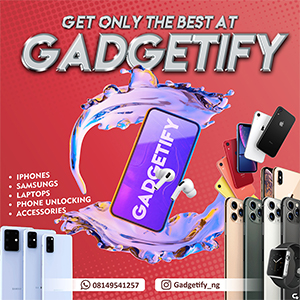 GET ONLY THE BEST AT
GADGETIFY
GADGETIFY
• IPHONES
• SAMSUNGS
• LAPTOPS
• PHONE UNLOCKING
• ACCESSORIES
08149541257
Gadgetify_ng